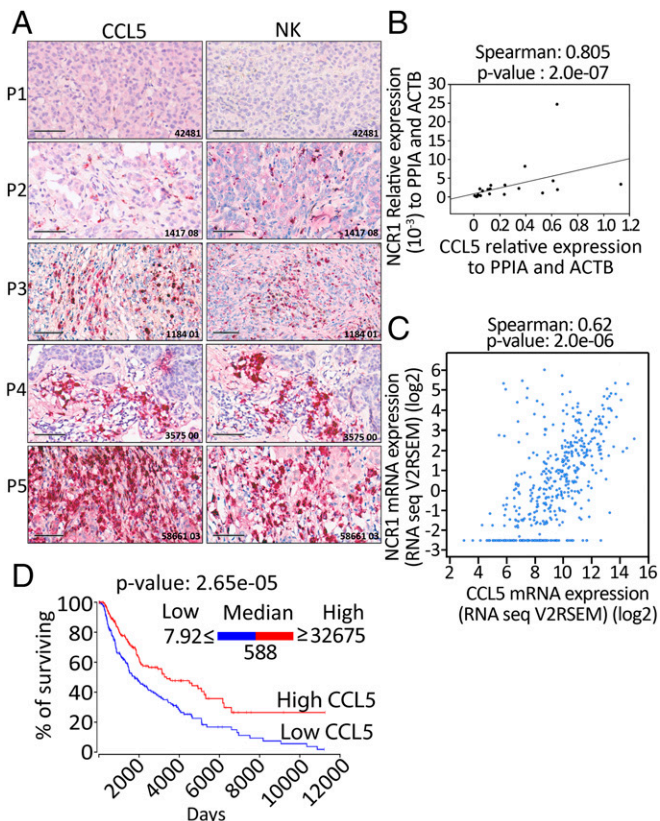 A
CCL5
NK
P1
42481
42481
P2
1417 08
1417 08
P3
1184 01
1184 01
P4
3575 00
3575 00
P5
58661 03
58661 03
B
Spearman: 0.805
p-value : 2.0e-07
NCR1 Relative expression
(10⁻³) to PPIA and ACTB
30
25
20
15
10
5
0
0 0.2 0.4 0.6 0.8 1.0 1.2
CCL5 relative expression
to PPIA and ACTB
C
Spearman: 0.62
p-value: 2.0e-06
NCR1 mRNA expression
(RNA seq V2RSEM) (log2)
6
5
4
3
2
1
0
-1
-2
-3
2 4 6 8 10 12 14 16
CCL5 mRNA expression
(RNA seq V2RSEM) (log2)
D
p-value: 2.65e-05
Low Median High
7.92≤ ≥32675
588
% of surviving
100
80
60
40
20
0
High CCL5
Low CCL5
2000 4000 6000 8000 10000 12000
Days